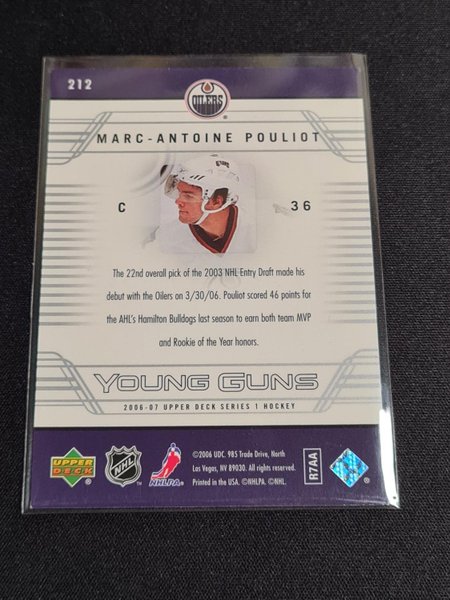 212
OILERS
MARC-ANTOINE POULIOT
C
36
The 22nd overall pick of the 2003 NHL Entry Draft made his
debut with the Oilers on 3/30/06. Pouliot scored 46 points for
the AHL's Hamilton Bulldogs last season to earn both team MVP
and Rookie of the Year honors.
YOUNG GUNS
2006-07 UPPER DECK SERIES 1 HOCKEY
UPPER DECK
NHL
NHLPA
©2006 UDC. 985 Trade Drive, North
Las Vegas, NV 89030. All rights reserved.
Printed in the USA. ©NHLPA. ©NHL.
R7AA